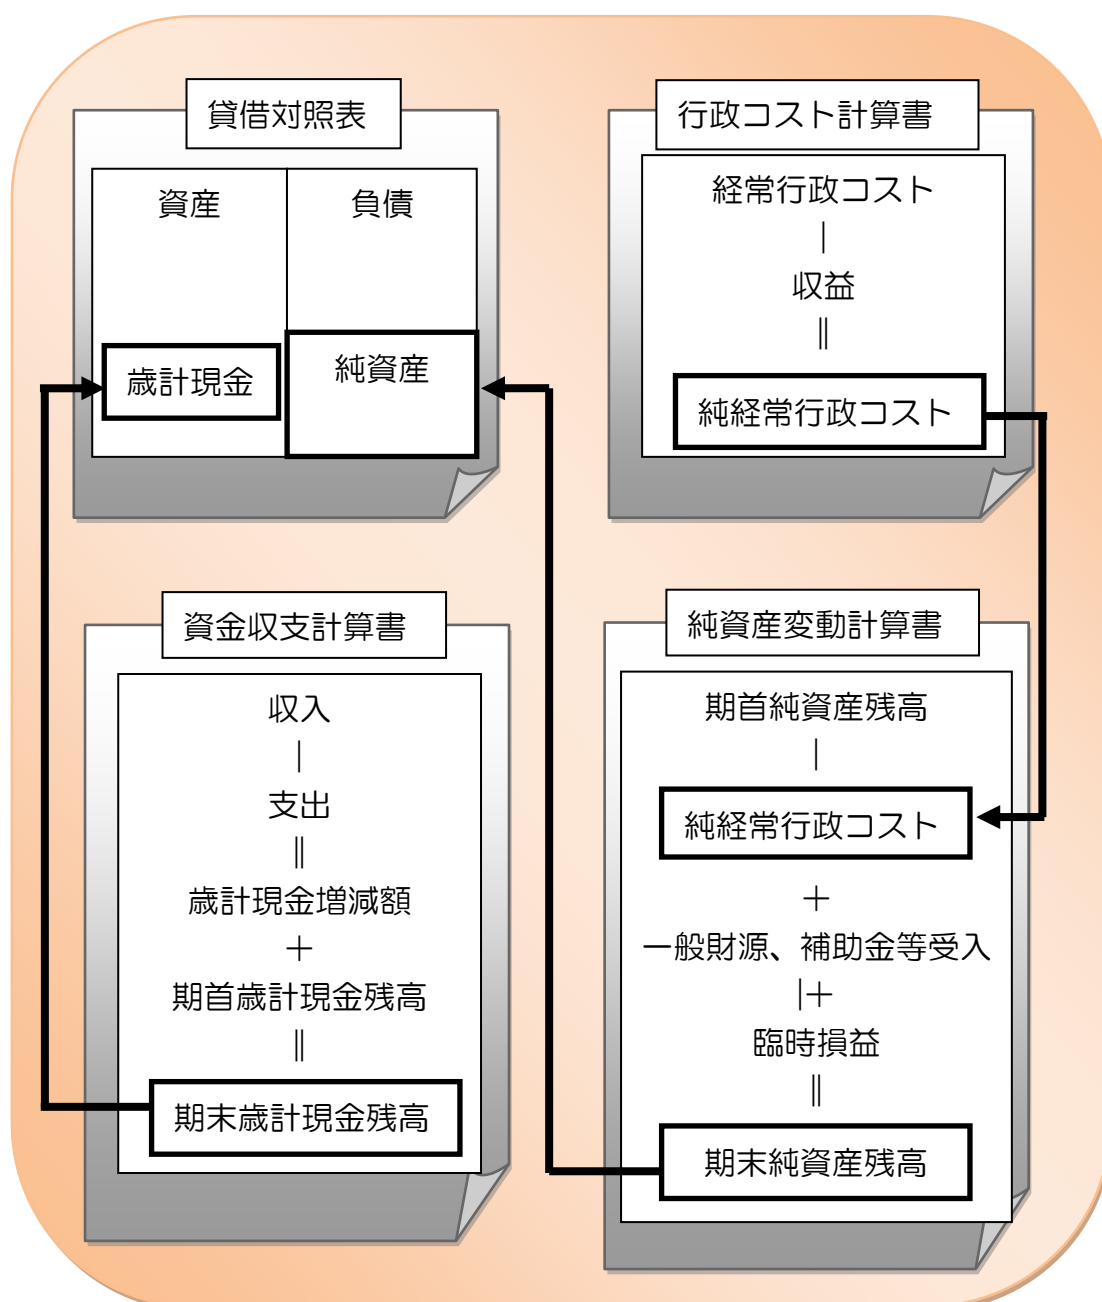 貸借対照表
資産
負債
歳計現金
純資産
行政コスト計算書
経常行政コスト
｜
収益
∥
純経常行政コスト
資金収支計算書
収入
｜
支出
∥
歳計現金増減額
＋
期首歳計現金残高
∥
期末歳計現金残高
純資産変動計算書
期首純資産残高
｜
純経常行政コスト
＋
一般財源、補助金等受入
｜＋
臨時損益
∥
期末純資産残高